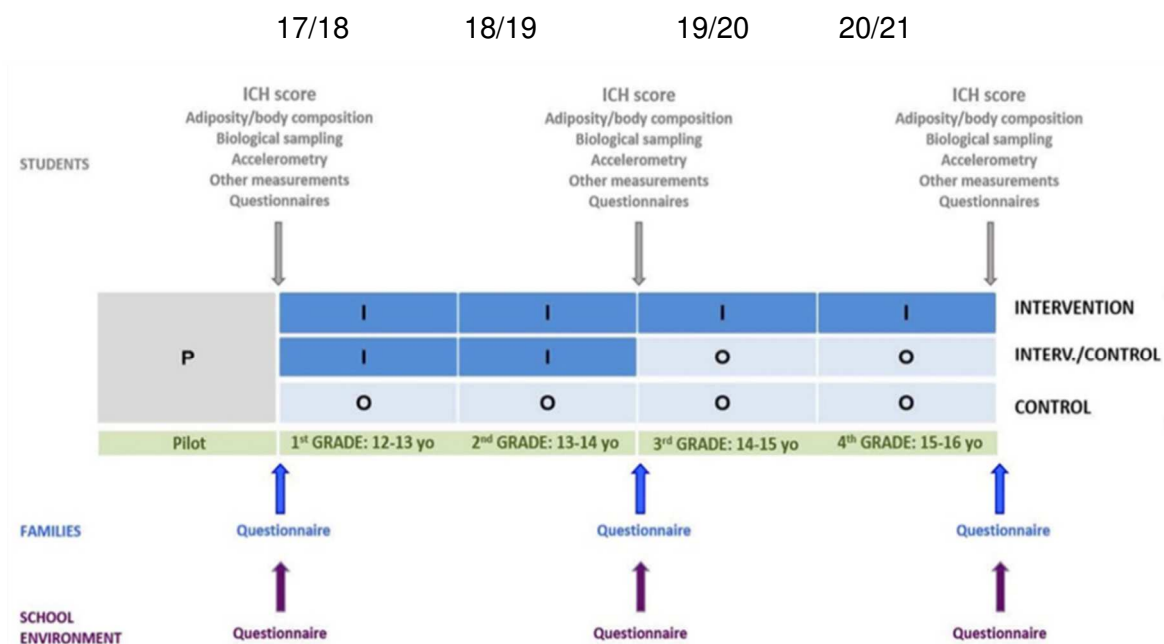 17/18 18/19 19/20 20/21
ICH score ICH score ICH score
Adiposity/body composition Adiposity/body composition Adiposity/body composition
Biological sampling Biological sampling Biological sampling
STUDENTS Accelerometry Accelerometry Accelerometry
Other measurements Other measurements Other measurements
Questionnaires Questionnaires Questionnaires
I I I I INTERVENTION
P I I O O INTERV./CONTROL
O O O O CONTROL
Pilot 1st GRADE: 12-13 yo 2nd GRADE: 13-14 yo 3rd GRADE: 14-15 yo 4th GRADE: 15-16 yo
FAMILIES Questionnaire Questionnaire Questionnaire
SCHOOL
ENVIRONMENT Questionnaire Questionnaire Questionnaire